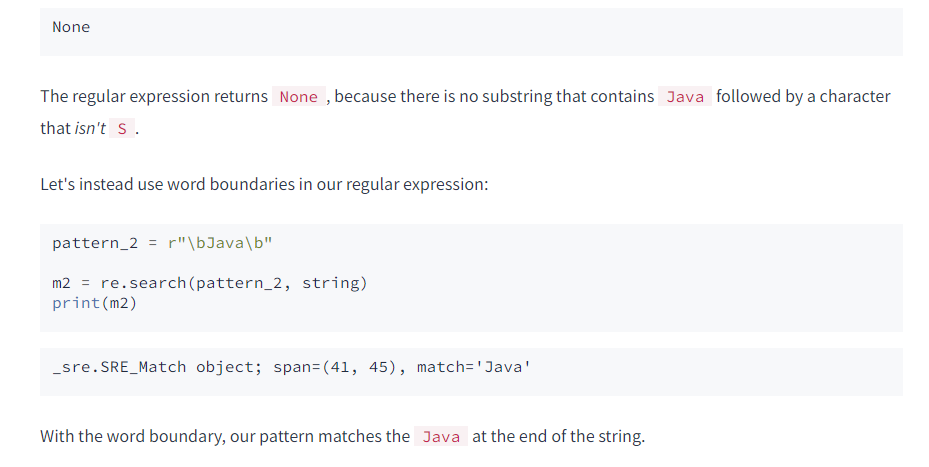 None
The regular expression returns None , because there is no substring that contains Java followed by a character
that isn't S .
Let's instead use word boundaries in our regular expression:
pattern_2 = r"\bJava\b"
m2 = re.search(pattern_2, string)
print(m2)
_sre.SRE_Match object; span=(41, 45), match='Java'
With the word boundary, our pattern matches the Java at the end of the string.